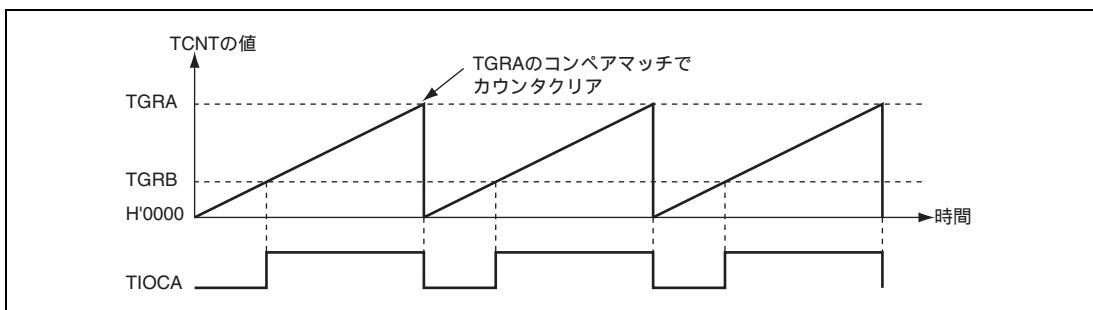 TCNTの値
TGRAのコンペアマッチで
カウンタクリア
TGRA
TGRB
H'0000
時間
TIOCA